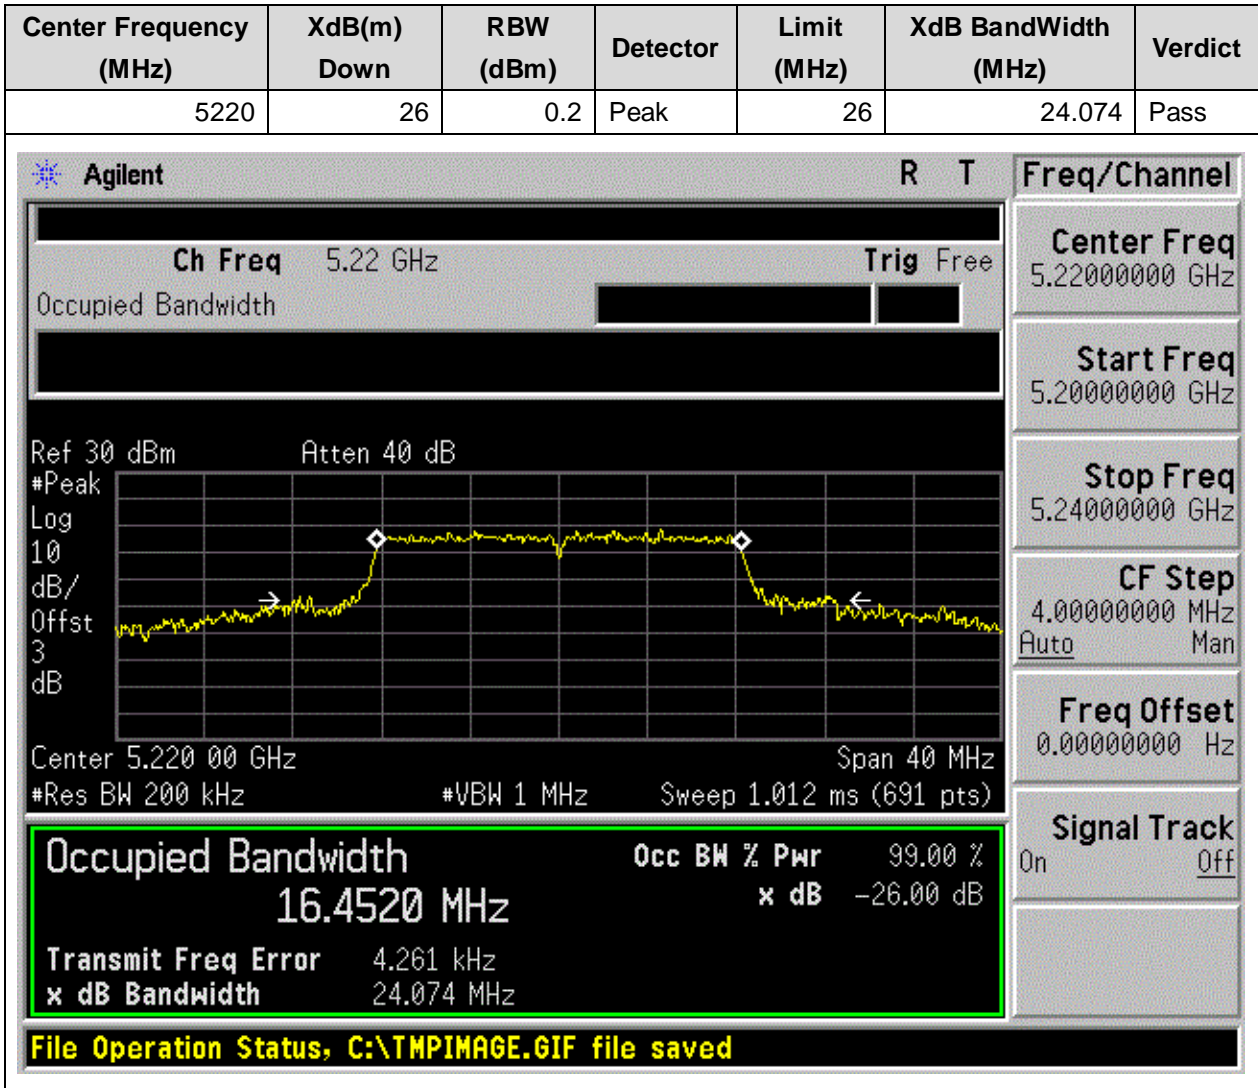 Center Frequency (MHz) XdB(m) Down RBW (dBm) Detector Limit (MHz) XdB BandWidth (MHz) Verdict
5220 26 0.2 Peak 26 24.074 Pass
Agilent R T Freq/Channel
Ch Freq 5.22 GHz Trig Free
Occupied Bandwidth
Center Freq
5.22000000 GHz
Start Freq
5.20000000 GHz
Stop Freq
5.24000000 GHz
CF Step
4.00000000 MHz
Auto Man
Freq Offset
0.00000000 Hz
Signal Track
On Off
Ref 30 dBm Atten 40 dB
#Peak
Log
10
dB/
Offst
3
dB
Center 5.220 00 GHz Span 40 MHz
#Res BW 200 kHz #VBW 1 MHz Sweep 1.012 ms (691 pts)
Occupied Bandwidth Occ BW % Pwr 99.00 %
16.4520 MHz x dB -26.00 dB
Transmit Freq Error 4.261 kHz
x dB Bandwidth 24.074 MHz
File Operation Status, C:\TMPIMAGE.GIF file saved